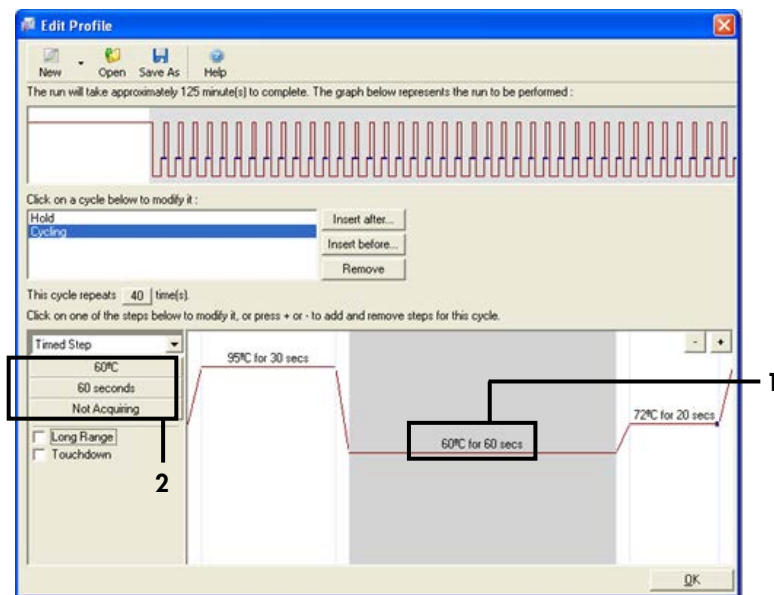 Edit Profile
New Open Save As Help
The run will take approximately 125 minute(s) to complete. The graph below represents the run to be performed :
Click on a cycle below to modify it :
Hold
Cycling
Insert after...
Insert before...
Remove
This cycle repeats 40 time(s).
Click on one of the steps below to modify it, or press + or - to add and remove steps for this cycle.
Timed Step
60ºC
60 seconds
Not Acquiring
Long Range
Touchdown
2
95ºC for 30 secs
60ºC for 60 secs
72ºC for 20 secs
- +
1
OK